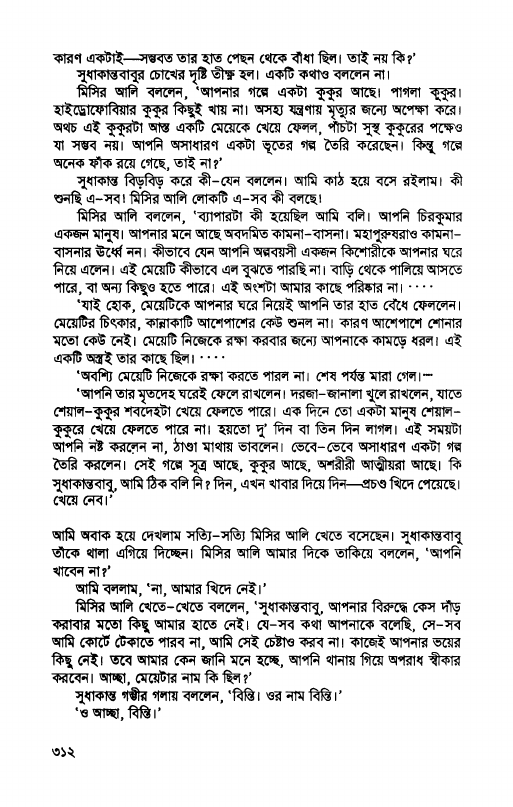 কারণ একটাই—সম্ভবত তার হাত পেছন থেকে বাঁধা ছিল। তাই নয় কি?’
সুধাকান্তবাবুর চোখের দৃষ্টি তীক্ষ্ণ হল। একটি কথাও বললেন না।
মিসির আলি বললেন, ‘আপনার গল্পে একটা কুকুর আছে। পাগলা কুকুর।
হাইড্রোফোবিয়ার কুকুর কিছুই খায় না। অসহ্য যন্ত্রণায় মৃত্যুর জন্যে অপেক্ষা করে।
অথচ এই কুকুরটা আস্ত একটি মেয়েকে খেয়ে ফেলল, পাঁচটা সুস্থ কুকুরের পক্ষেও
যা সম্ভব নয়। আপনি অসাধারণ একটা ভূতের গল্প তৈরি করেছেন। কিন্তু গল্পে
অনেক ফাঁক রয়ে গেছে, তাই না?’
সুধাকান্ত বিড়বিড় করে কী–যেন বললেন। আমি কাঠ হয়ে বসে রইলাম। কী
শুনছি এ–সব! মিসির আলি লোকটি এ–সব কী বলছে!
মিসির আলি বললেন, ‘ব্যাপারটা কী হয়েছিল আমি বলি। আপনি চিরকুমার
একজন মানুষ। আপনার মনে আছে অবদমিত কামনা–বাসনা। মহাপুরুষরাও কামনা–
বাসনার ঊর্ধ্বে নন। কীভাবে যেন আপনি অল্পবয়সী একজন কিশোরীকে আপনার ঘরে
নিয়ে এলেন। এই মেয়েটি কীভাবে এল বুঝতে পারছি না। বাড়ি থেকে পালিয়ে আসতে
পারে, বা অন্য কিছুও হতে পারে। এই অংশটা আমার কাছে পরিষ্কার না। ····
‘যাই হোক, মেয়েটিকে আপনার ঘরে নিয়েই আপনি তার হাত বেঁধে ফেললেন।
মেয়েটির চিৎকার, কান্নাকাটি আশেপাশের কেউ শুনল না। কারণ আশেপাশে শোনার
মতো কেউ নেই। মেয়েটি নিজেকে রক্ষা করবার জন্যে আপনাকে কামড়ে ধরল। এই
একটি অস্ত্রই তার কাছে ছিল। ····
‘অবশ্যি মেয়েটি নিজেকে রক্ষা করতে পারল না। শেষ পর্যন্ত মারা গেল।—
‘আপনি তার মৃতদেহ ঘরেই ফেলে রাখলেন। দরজা–জানালা খুলে রাখলেন, যাতে
শেয়াল–কুকুর শবদেহটা খেয়ে ফেলতে পারে। এক দিনে তো একটা মানুষ শেয়াল–
কুকুরে খেয়ে ফেলতে পারে না। হয়তো দু’ দিন বা তিন দিন লাগল। এই সময়টা
আপনি নষ্ট করলেন না, ঠাণ্ডা মাথায় ভাবলেন। ভেবে–ভেবে অসাধারণ একটা গল্প
তৈরি করলেন। সেই গল্পে সূত্র আছে, কুকুর আছে, অশরীরী আত্মীয়রা আছে। কি
সুধাকান্তবাবু, আমি ঠিক বলি নি? দিন, এখন খাবার দিয়ে দিন—প্রচণ্ড খিদে পেয়েছে।
খেয়ে নেব।’
আমি অবাক হয়ে দেখলাম সত্যি–সত্যি মিসির আলি খেতে বসেছেন। সুধাকান্তবাবু
তাঁকে থালা এগিয়ে দিচ্ছেন। মিসির আলি আমার দিকে তাকিয়ে বললেন, ‘আপনি
খাবেন না?’
আমি বললাম, ‘না, আমার খিদে নেই।’
মিসির আলি খেতে–খেতে বললেন, ‘সুধাকান্তবাবু, আপনার বিরুদ্ধে কেস দাঁড়
করাবার মতো কিছু আমার হাতে নেই। যে–সব কথা আপনাকে বলেছি, সে–সব
আমি কোর্টে টেকাতে পারব না, আমি সেই চেষ্টাও করব না। কাজেই আপনার ভয়ের
কিছু নেই। তবে আমার কেন জানি মনে হচ্ছে, আপনি থানায় গিয়ে অপরাধ স্বীকার
করবেন। আচ্ছা, মেয়েটার নাম কি ছিল?’
সুধাকান্ত গম্ভীর গলায় বললেন, ‘বিন্তি। ওর নাম বিন্তি।’
‘ও আচ্ছা, বিন্তি।’
৩১২